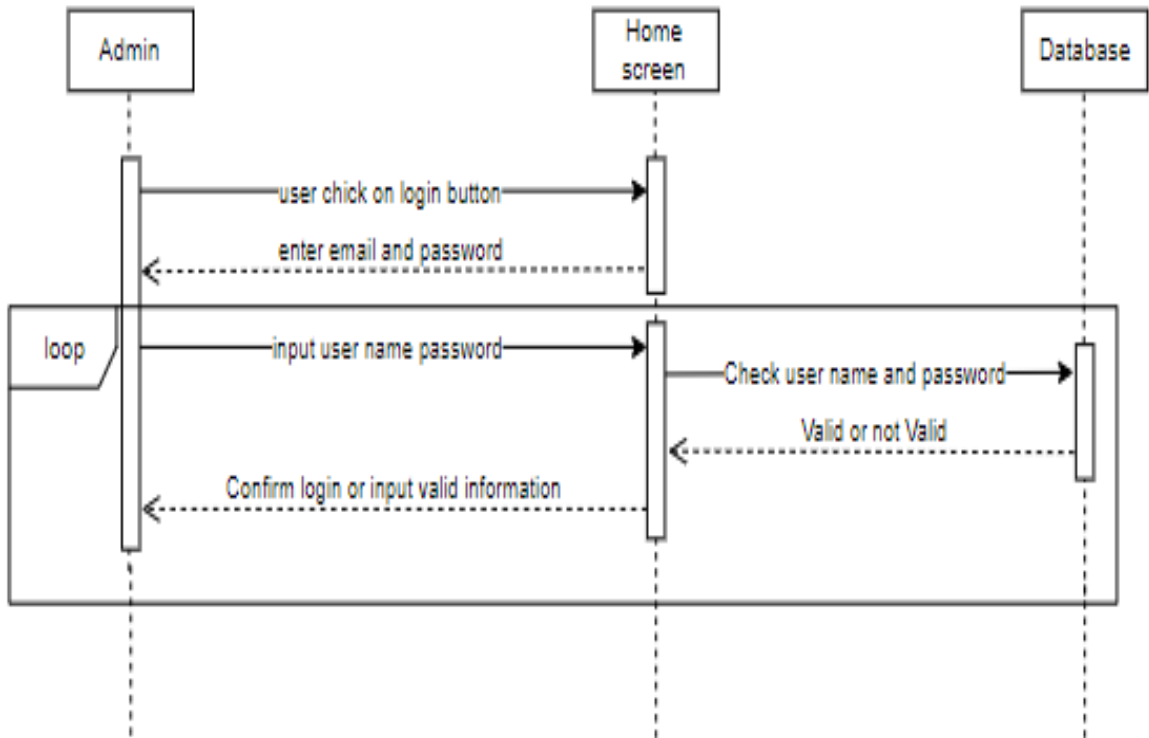 Admin
Home
screen
Database
user chick on login button
enter email and password
loop
input user name password
Check user name and password
Valid or not Valid
Confirm login or input valid information